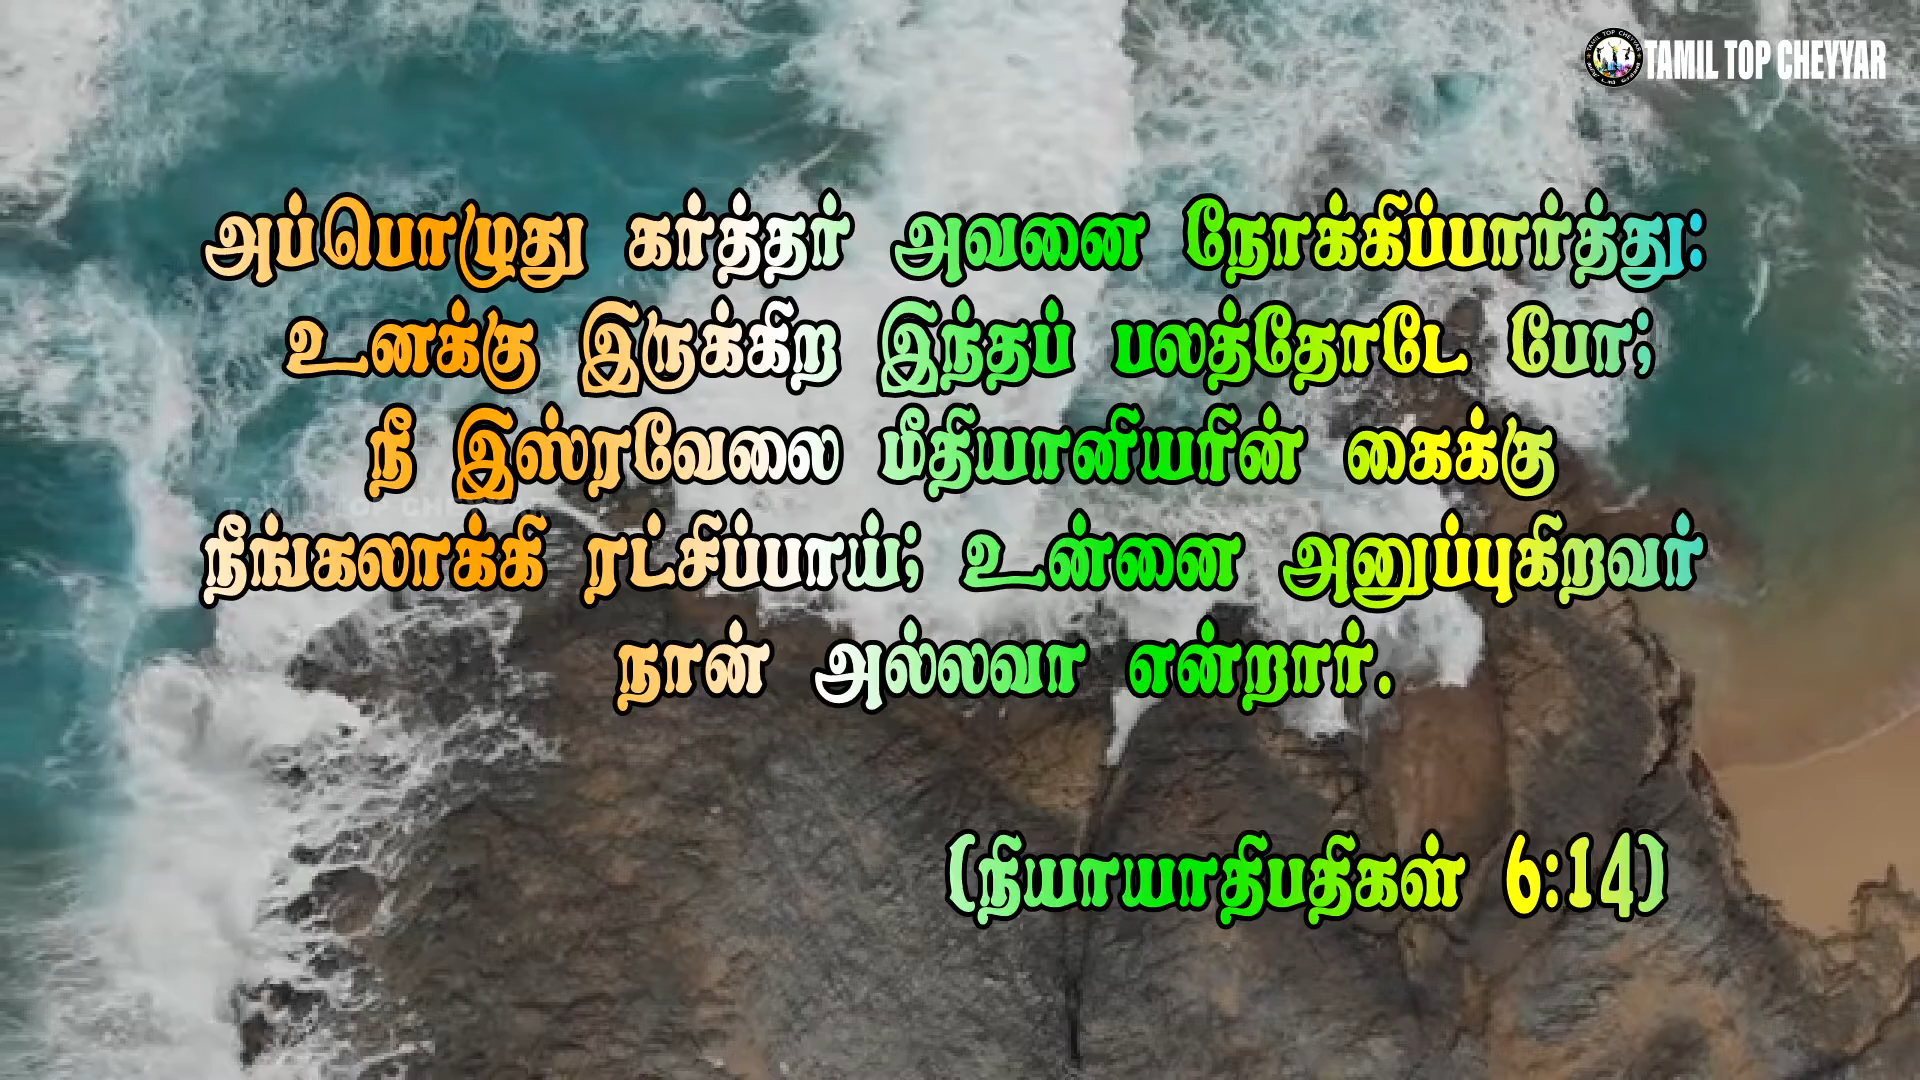 TAMIL TOP CHEYYAR
அப்பொழுது கர்த்தர் அவனை நோக்கிப்பார்த்து:
உனக்கு இருக்கிற இந்தப் பலத்தோடே போ;
நீ இஸ்ரவேலை மீதியானியரின் கைக்கு
நீங்கலாக்கி ரட்சிப்பாய்; உன்னை அனுப்புகிறவர்
நான் அல்லவா என்றார்.
(நியாயாதிபதிகள் 6:14)